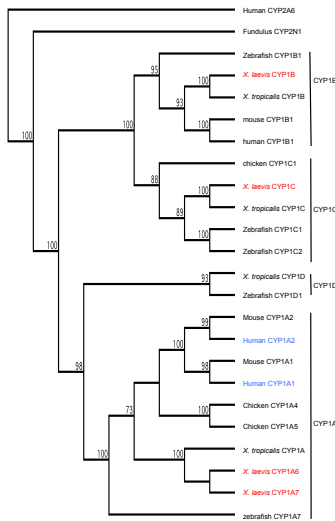 Human CYP2A6
Fundulus CYP2N1
100
Zebrafish CYP1B1
95
X. laevis CYP1B
100
CYP1B
X. tropicalis CYP1B
93
mouse CYP1B1
100
100
human CYP1B1
chicken CYP1C1
88
X. laevis CYP1C
100
X. tropicalis CYP1C
CYP1C
89
Zebrafish CYP1C1
100
100
Zebrafish CYP1C2
X. tropicalis CYP1D
93
CYP1D
Zebrafish CYP1D1
Mouse CYP1A2
99
Human CYP1A2
100
Mouse CYP1A1
98
98
Human CYP1A1
Chicken CYP1A4
73
100
CYP1A
Chicken CYP1A5
X. tropicalis CYP1A
100
100
X. laevis CYP1A6
100
X. laevis CYP1A7
zebrafish CYP1A7